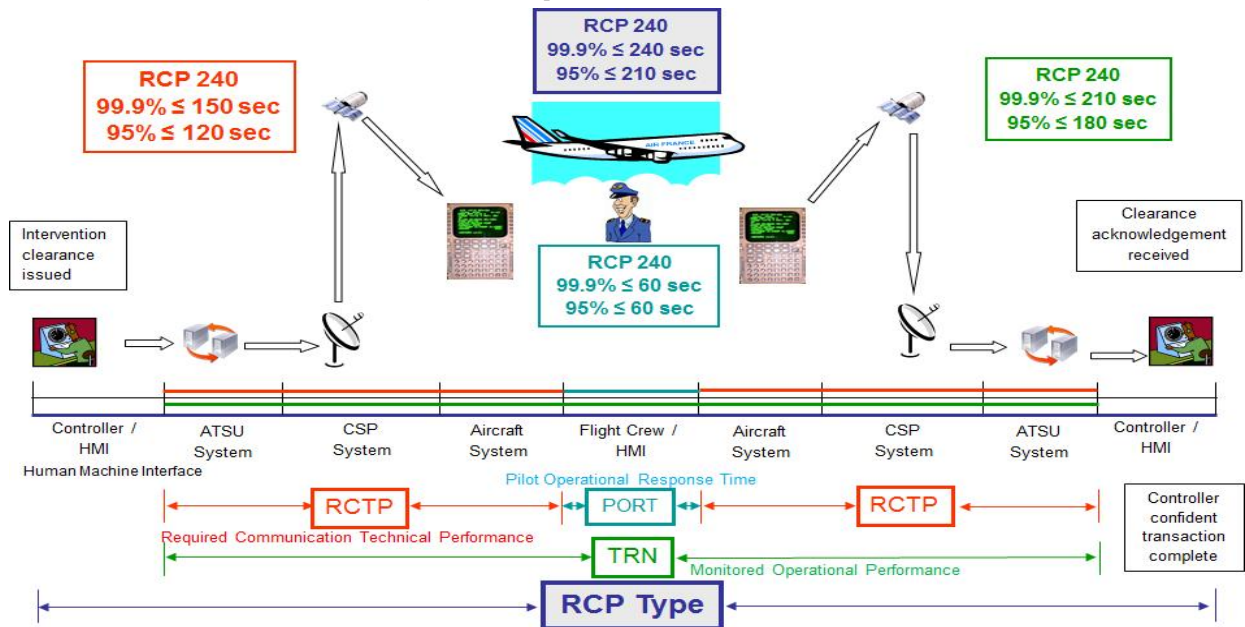 RCP 240
99.9% ≤ 240 sec
95% ≤ 210 sec
RCP 240
99.9% ≤ 150 sec
95% ≤ 120 sec
RCP 240
99.9% ≤ 210 sec
95% ≤ 180 sec
AIR FRANCE
Intervention
clearance
issued
RCP 240
99.9% ≤ 60 sec
95% ≤ 60 sec
Clearance
acknowledgement
received
Controller /
HMI
Human Machine Interface
ATSU
System
CSP
System
Aircraft System
Flight Crew /
HMI
Aircraft
System
CSP
System
ATSU
System
Controller /
HMI
Pilot Operational Response Time
RCTP
PORT
RCTP
Required Communication Technical Performance
TRN
Monitored Operational Performance
Controller
confident
transaction
complete
RCP Type